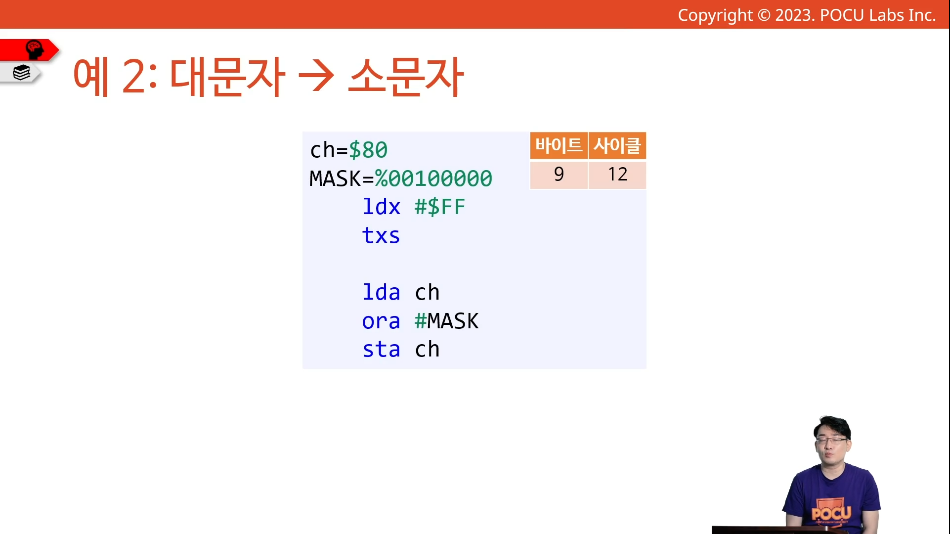 Copyright © 2023. POCU Labs Inc.
예 2: 대문자 → 소문자
ch=$80
MASK=%00100000
ldx #$FF
txs
lda ch
ora #MASK
sta ch
바이트 사이클
9 12
POCU